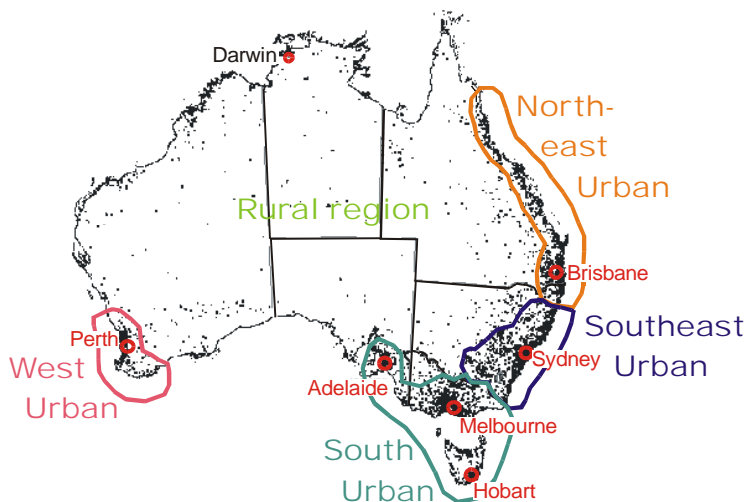 Darwin
North-
east
Urban
Rural region
Brisbane
Perth
Southeast
Urban
Sydney
West
Urban
Adelaide
Melbourne
South
Urban
Hobart